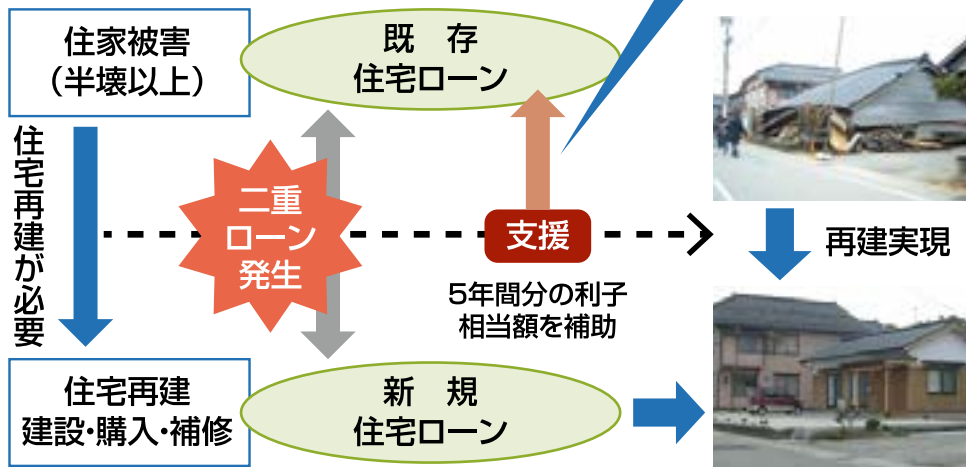 住家被害
（半壊以上）
既　存
住宅ローン
住宅再建が必要
二重
ローン
発生
支援
5年間分の利子
相当額を補助
再建実現
住宅再建
建設・購入・補修
新　規
住宅ローン